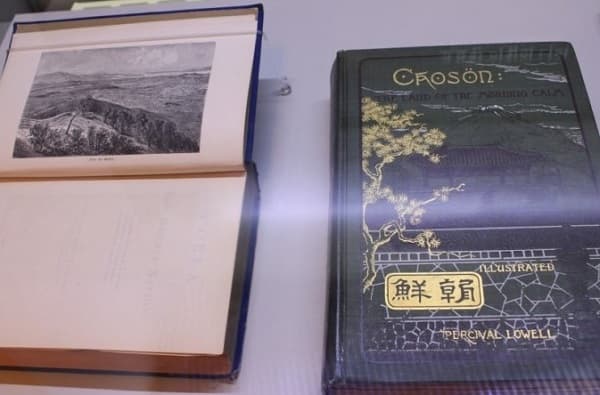 CHOSÖN:
THE LAND OF THE MORNING CALM
ILLUSTRATED
朝鮮
PERCIVAL LOWELL